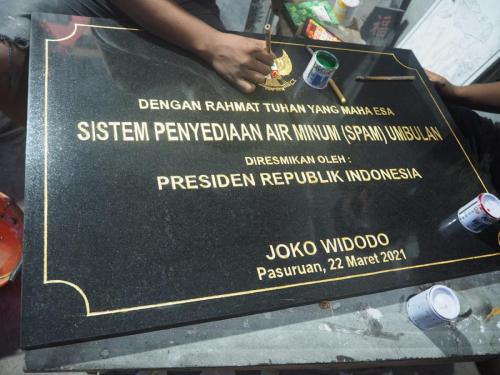 DENGAN RAHMAT TUHAN YANG MAHA ESA
SISTEM PENYEDIAAN AIR MINUM (SPAM) UMBULAN
DIRESMIKAN OLEH :
PRESIDEN REPUBLIK INDONESIA
JOKO WIDODO
Pasuruan, 22 Maret 2021